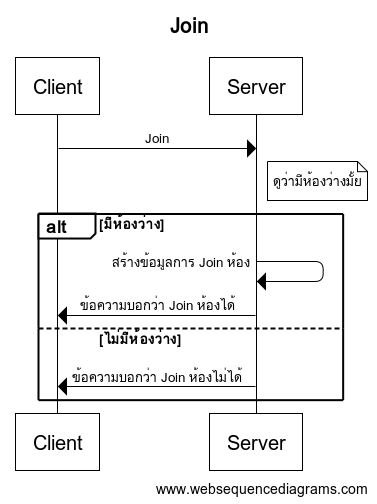 Join
Client
Server
Join
ดูว่ามีห้องว่างมั้ย
alt
[มีห้องว่าง]
สร้างข้อมูลการ Join ห้อง
ข้อความบอกว่า Join ห้องได้
[ไม่มีห้องว่าง]
ข้อความบอกว่า Join ห้องไม่ได้
Client
Server
www.websequencediagrams.com